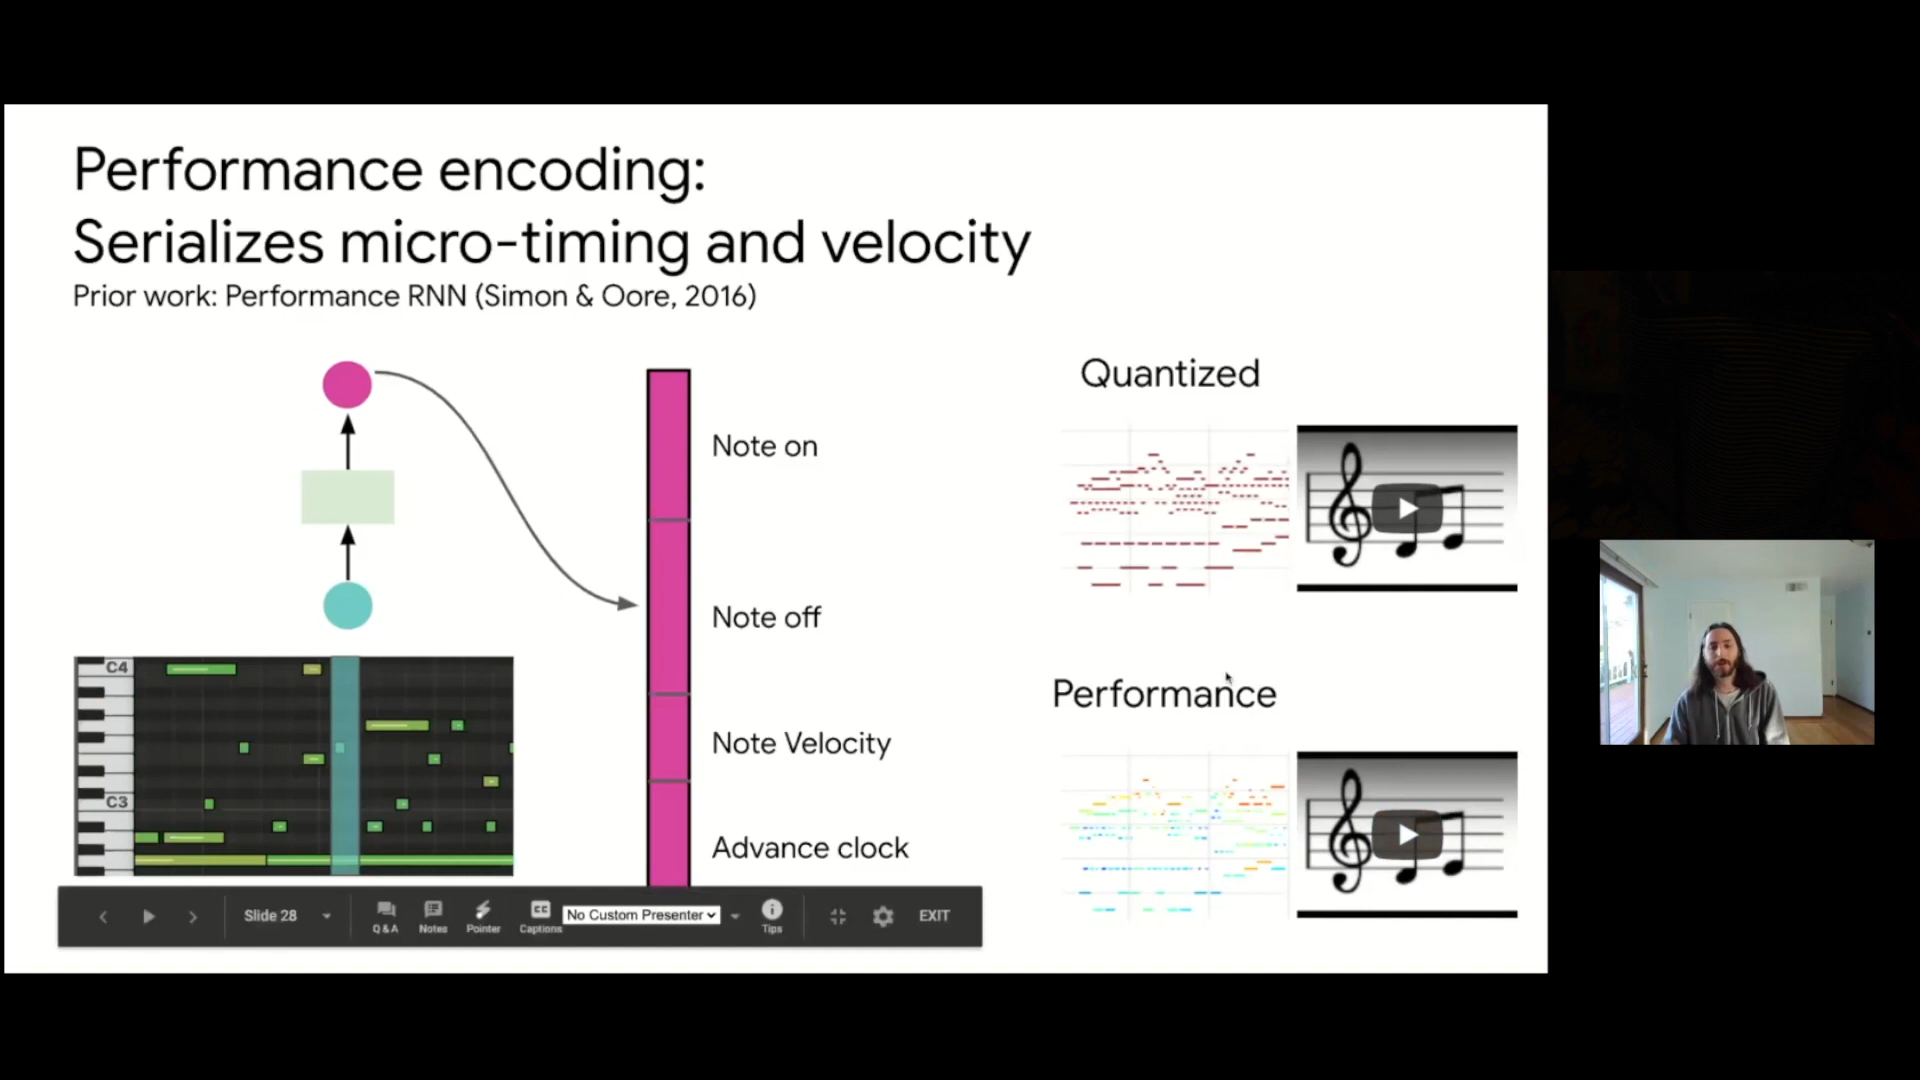 Performance encoding:
Serializes micro-timing and velocity
Prior work: Performance RNN (Simon & Oore, 2016)
Quantized
Note on
Note off
Performance
Note Velocity
Advance clock
C4
C3
Slide 28
Q & A
Notes
Pointer
CC
Captions
No Custom Presenter
Tips
EXIT